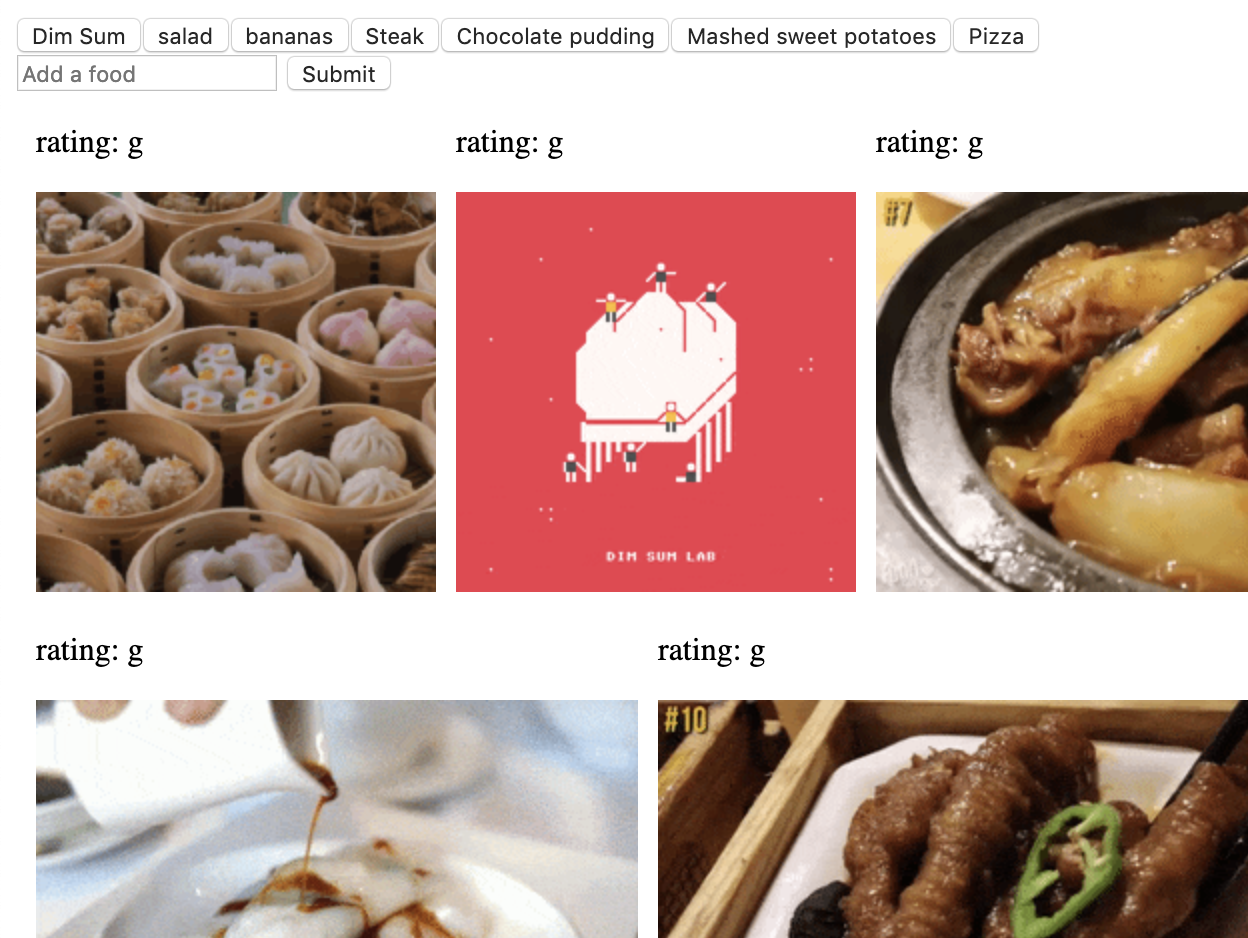 Dim Sum salad bananas Steak Chocolate pudding Mashed sweet potatoes Pizza
Add a food Submit
rating: g rating: g rating: g
#7
DIM SUM LAB
rating: g rating: g
#10